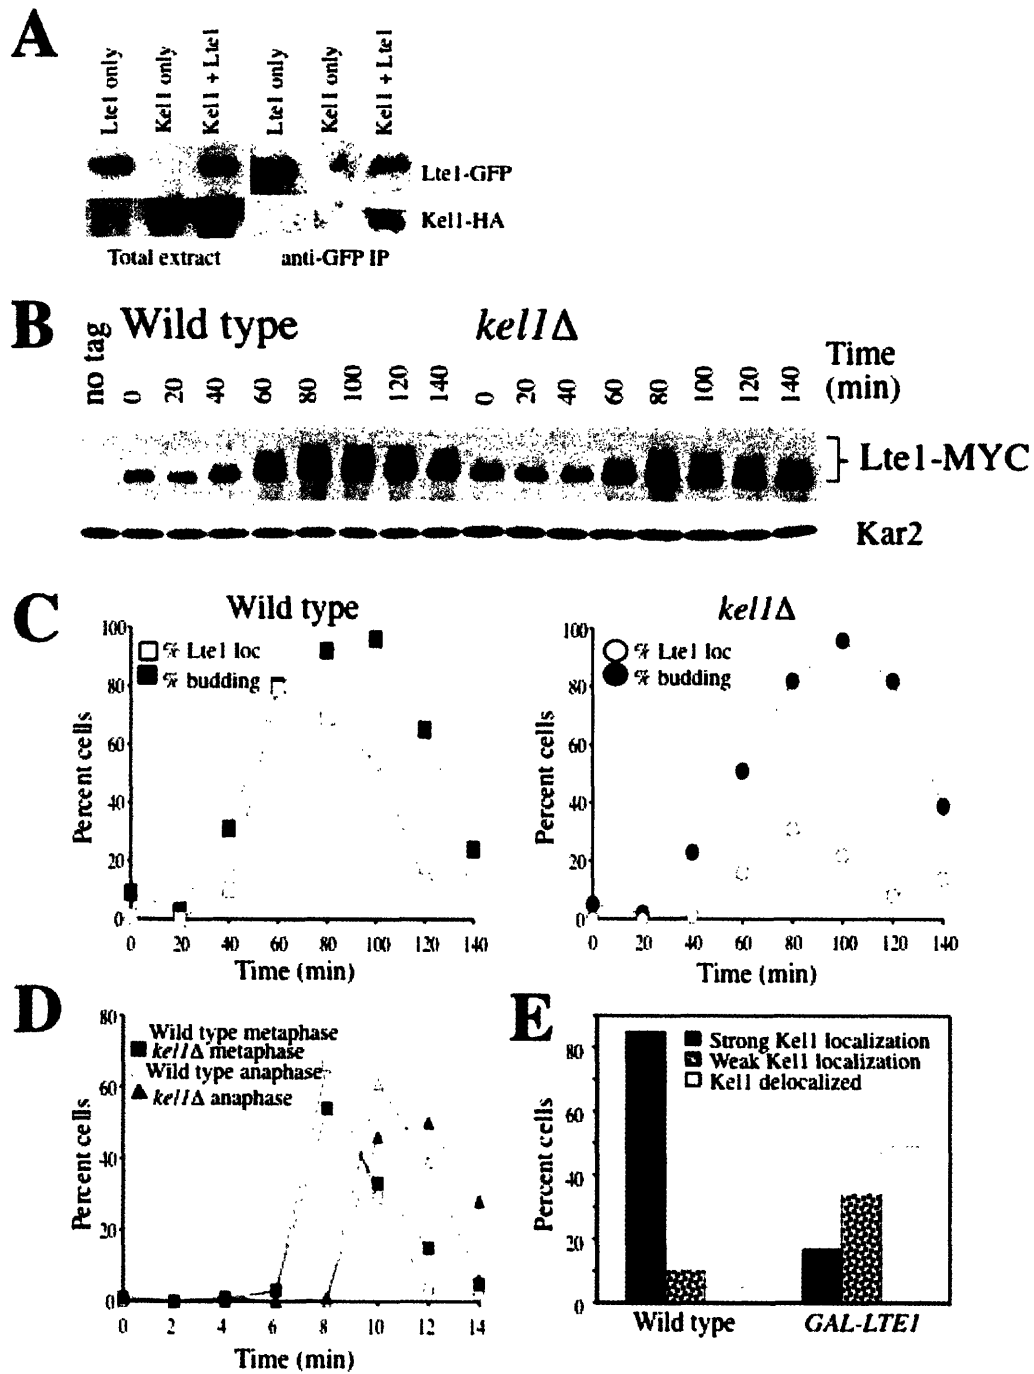 A
Lte1 only
Kel1 only
Kel1 + Lte1
Lte1 only
Kel1 only
Kel1 + Lte1
Lte1-GFP
Kel1-HA
Total extract
anti-GFP IP
B
Wild type
kel1Δ
no tag 0 20 40 60 80 100 120 140 0 20 40 60 80 100 120 140
Time
(min)
Lte1-MYC
Kar2
C
Wild type
% Lte1 loc
% budding
Percent cells
100
80
60
40
20
0
0 20 40 60 80 100 120 140
Time (min)
kel1Δ
% Lte1 loc
% budding
Percent cells
100
80
60
40
20
0
0 20 40 60 80 100 120 140
Time (min)
D
Wild type metaphase
kel1Δ metaphase
Wild type anaphase
kel1Δ anaphase
Percent cells
80
60
40
20
0
0 2 4 6 8 10 12 14
Time (min)
E
Strong Kel1 localization
Weak Kel1 localization
Kel1 delocalized
Percent cells
80
60
40
20
0
Wild type
GAL-LTE1